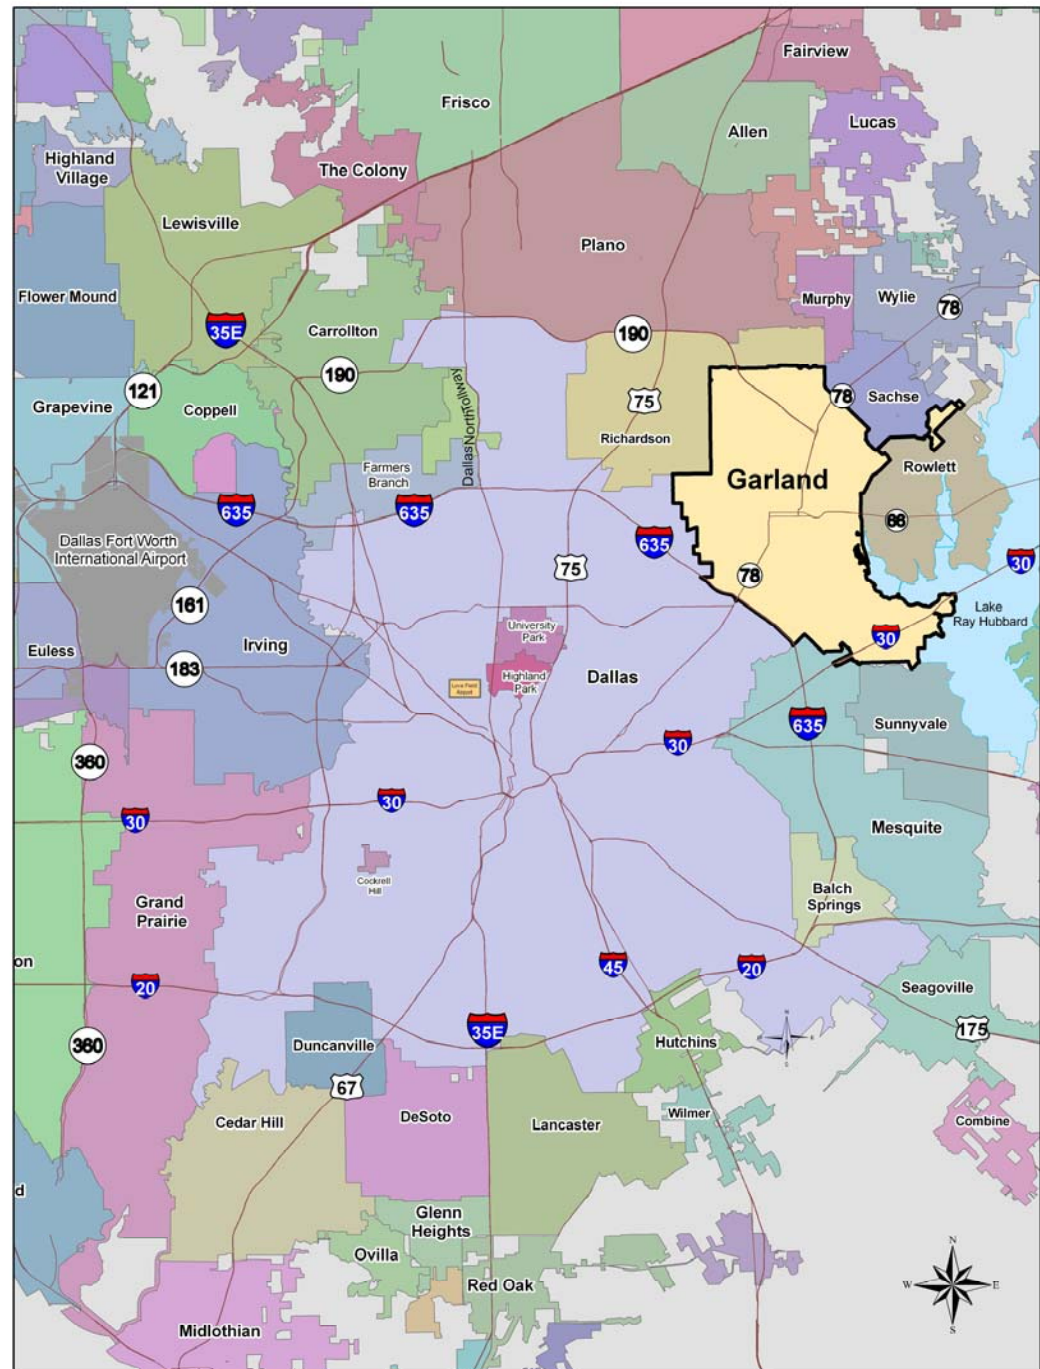 Fairview
Frisco
Lucas
Allen
Highland
Village
The Colony
Lewisville
Plano
Flower Mound
Murphy
Wylie
78
35E
Carrollton
190
190
121
Grapevine
Coppell
DallasNorthTollway
75
78
Sachse
Richardson
Farmers
Branch
Garland
Rowlett
635
635
66
Dallas Fort Worth
International Airport
635
75
78
30
161
Lake
Ray Hubbard
University
Park
30
Euless
Irving
183
Highland
Park
Dallas
Love Field
Airport
635
Sunnyvale
30
360
30
30
Mesquite
Cockrell
Hill
Balch
Springs
Grand
Prairie
on
45
20
20
Seagoville
35E
175
360
Duncanville
N
E
S
Hutchins
67
Cedar Hill
DeSoto
Lancaster
Wilmer
Combine
d
Glenn
Heights
Ovilla
N
Red Oak
W
E
Midlothian
S